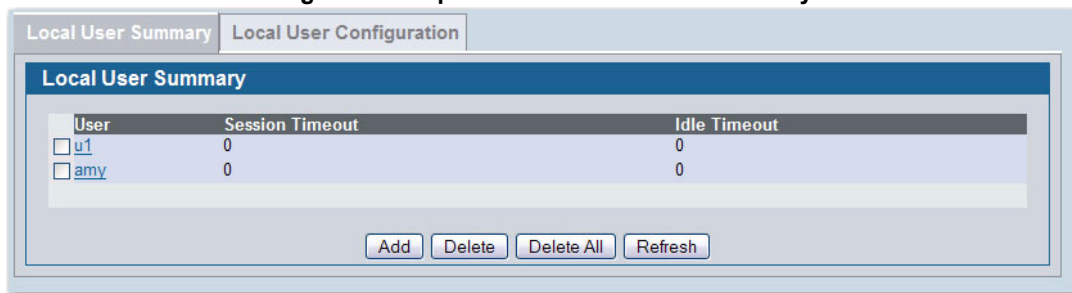 Local User Summary Local User Configuration
Local User Summary
User Session Timeout Idle Timeout
u1 0 0
amy 0 0
Add Delete Delete All Refresh